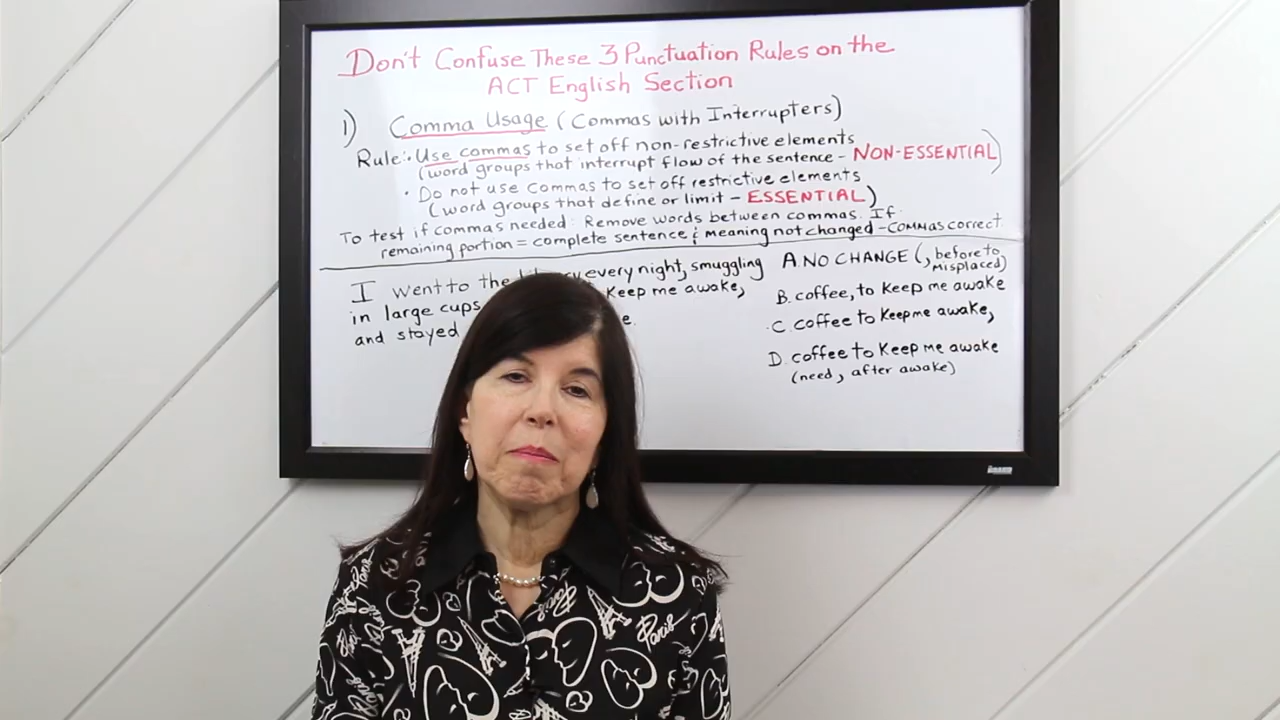 Don't Confuse These 3 Punctuation Rules on the
ACT English Section
1) Comma Usage (Commas with Interrupters)
Rule: • Use commas to set off non-restrictive elements
(word groups that interrupt flow of the sentence - NON-ESSENTIAL)
• Do not use commas to set off restrictive elements
(word groups that define or limit - ESSENTIAL)
To test if commas needed: Remove words between commas. If
remaining portion = complete sentence & meaning not changed - commas correct
I went to the every night, smuggling
in large cups keep me awake,
and stayed
A. NO CHANGE (, before to
misplaced)
B. coffee, to keep me awake
C. coffee to keep me awake,
D. coffee to keep me awake
(need , after awake)
Paris
Paris